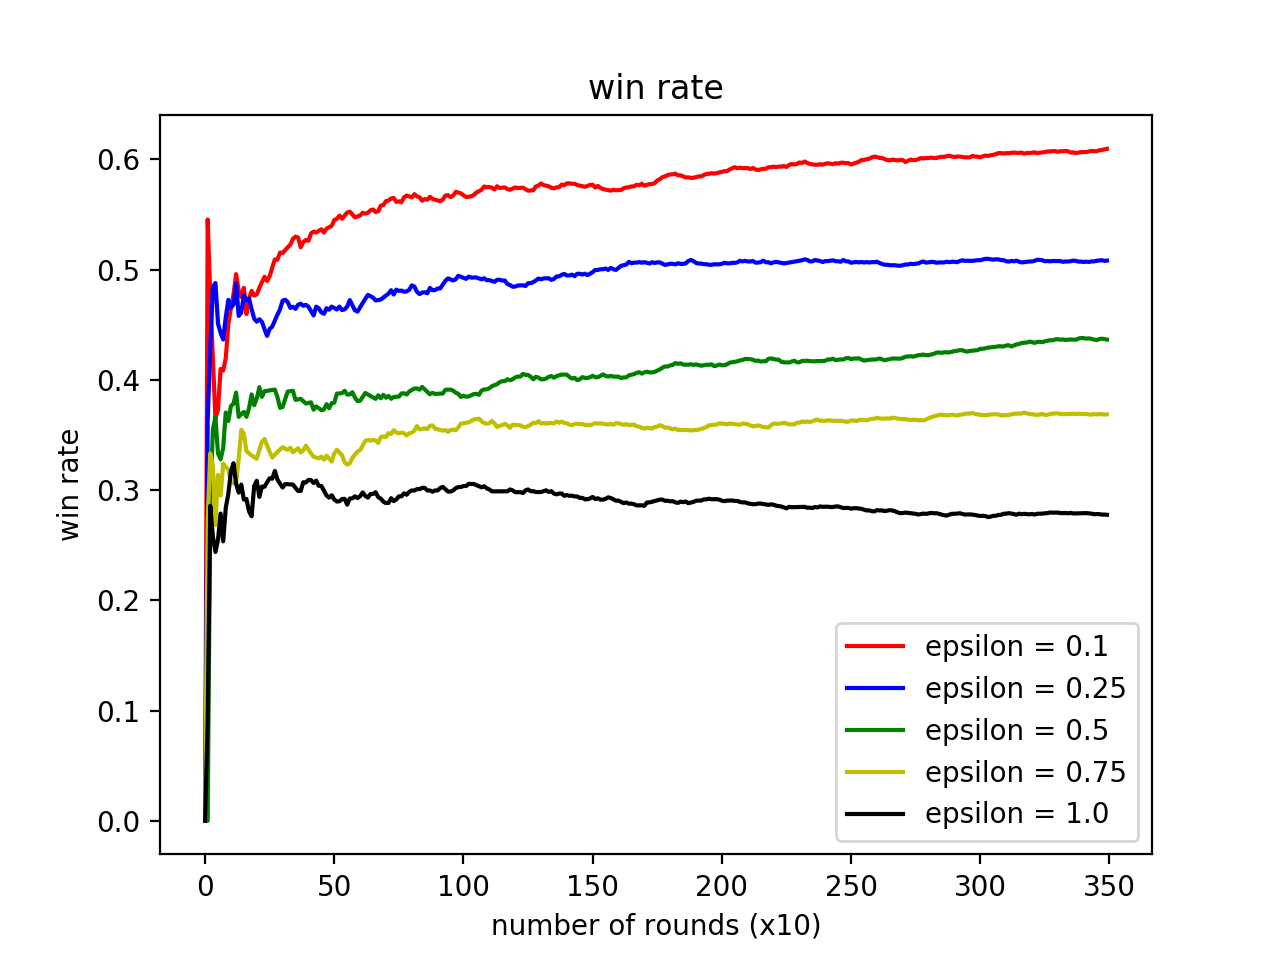 win rate
0.6
0.5
0.4
0.3
0.2
0.1
0.0
win rate
epsilon = 0.1
epsilon = 0.25
epsilon = 0.5
epsilon = 0.75
epsilon = 1.0
0 50 100 150 200 250 300 350
number of rounds (x10)